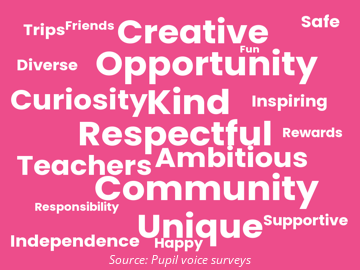 Trips Friends Creative Safe
Fun
Diverse Opportunity
Curiosity Kind Inspiring
Respectful Rewards
Teachers Ambitious
Community
Responsibility
Unique Supportive
Independence Happy
Source: Pupil voice surveys